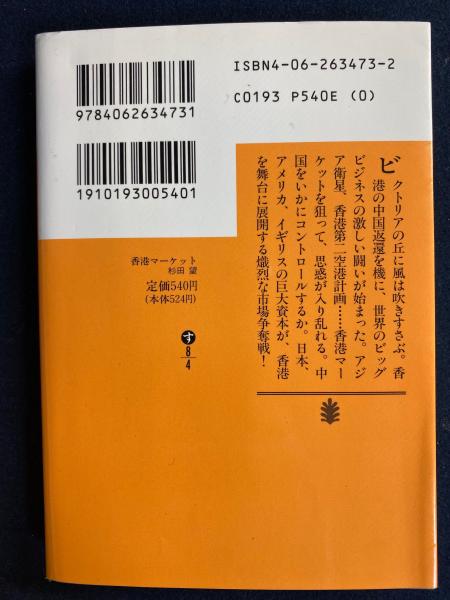 ISBN4-06-263473-2
C0193 P540E (0)
9784062634731
1910193005401
ビクトリアの丘に風は吹きすさぶ。香
港の中国返還を機に、世界のビッグ
ビジネスの激しい闘いが始まった。アジ
ア衛星、香港第二空港計画……香港マー
ケットを狙って、思惑が入り乱れる。中
国をいかにコントロールするか。日本、
アメリカ、イギリスの巨大資本が、香港
を舞台に展開する熾烈な市場争奪戦！
香港マーケット
杉田 望
定価540円
(本体524円)
す
8
4